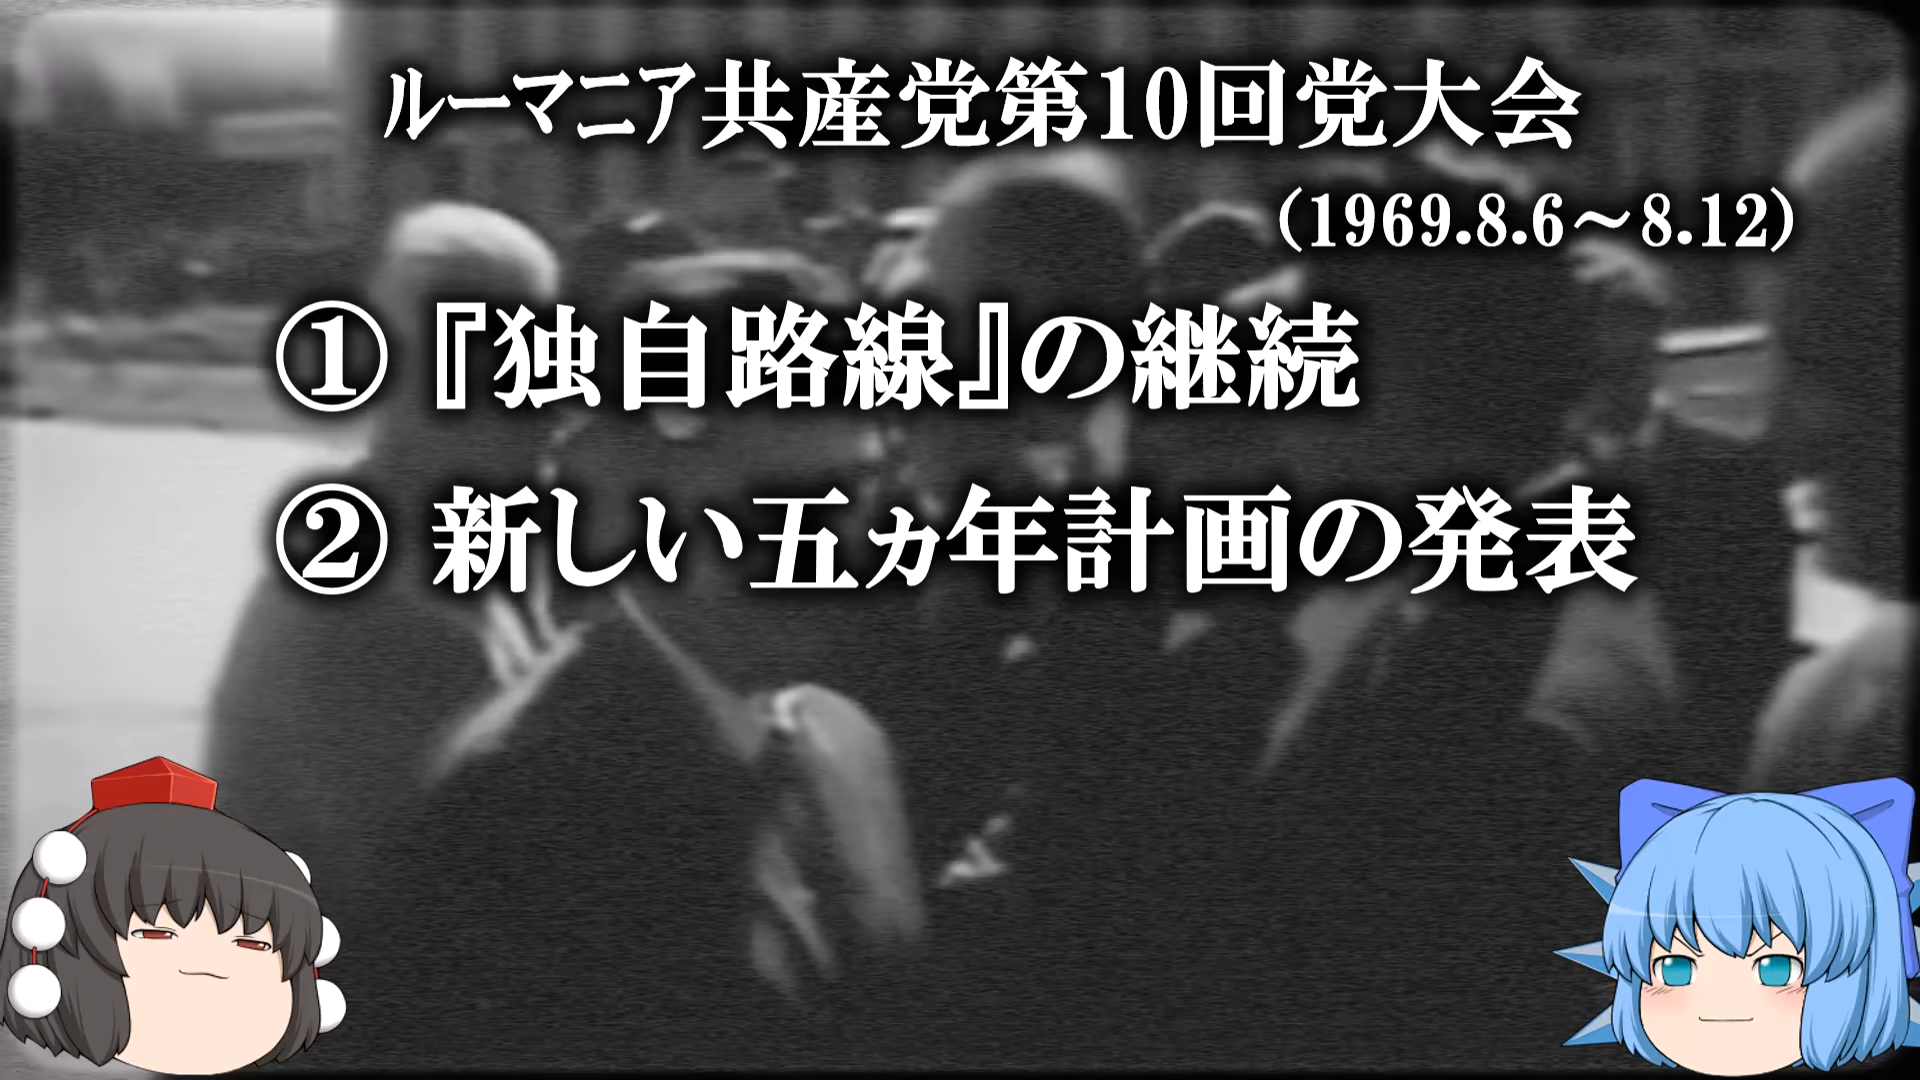 ルーマニア共産党第10回党大会
(1969.8.6～8.12)
① 『独自路線』の継続
② 新しい五ヵ年計画の発表